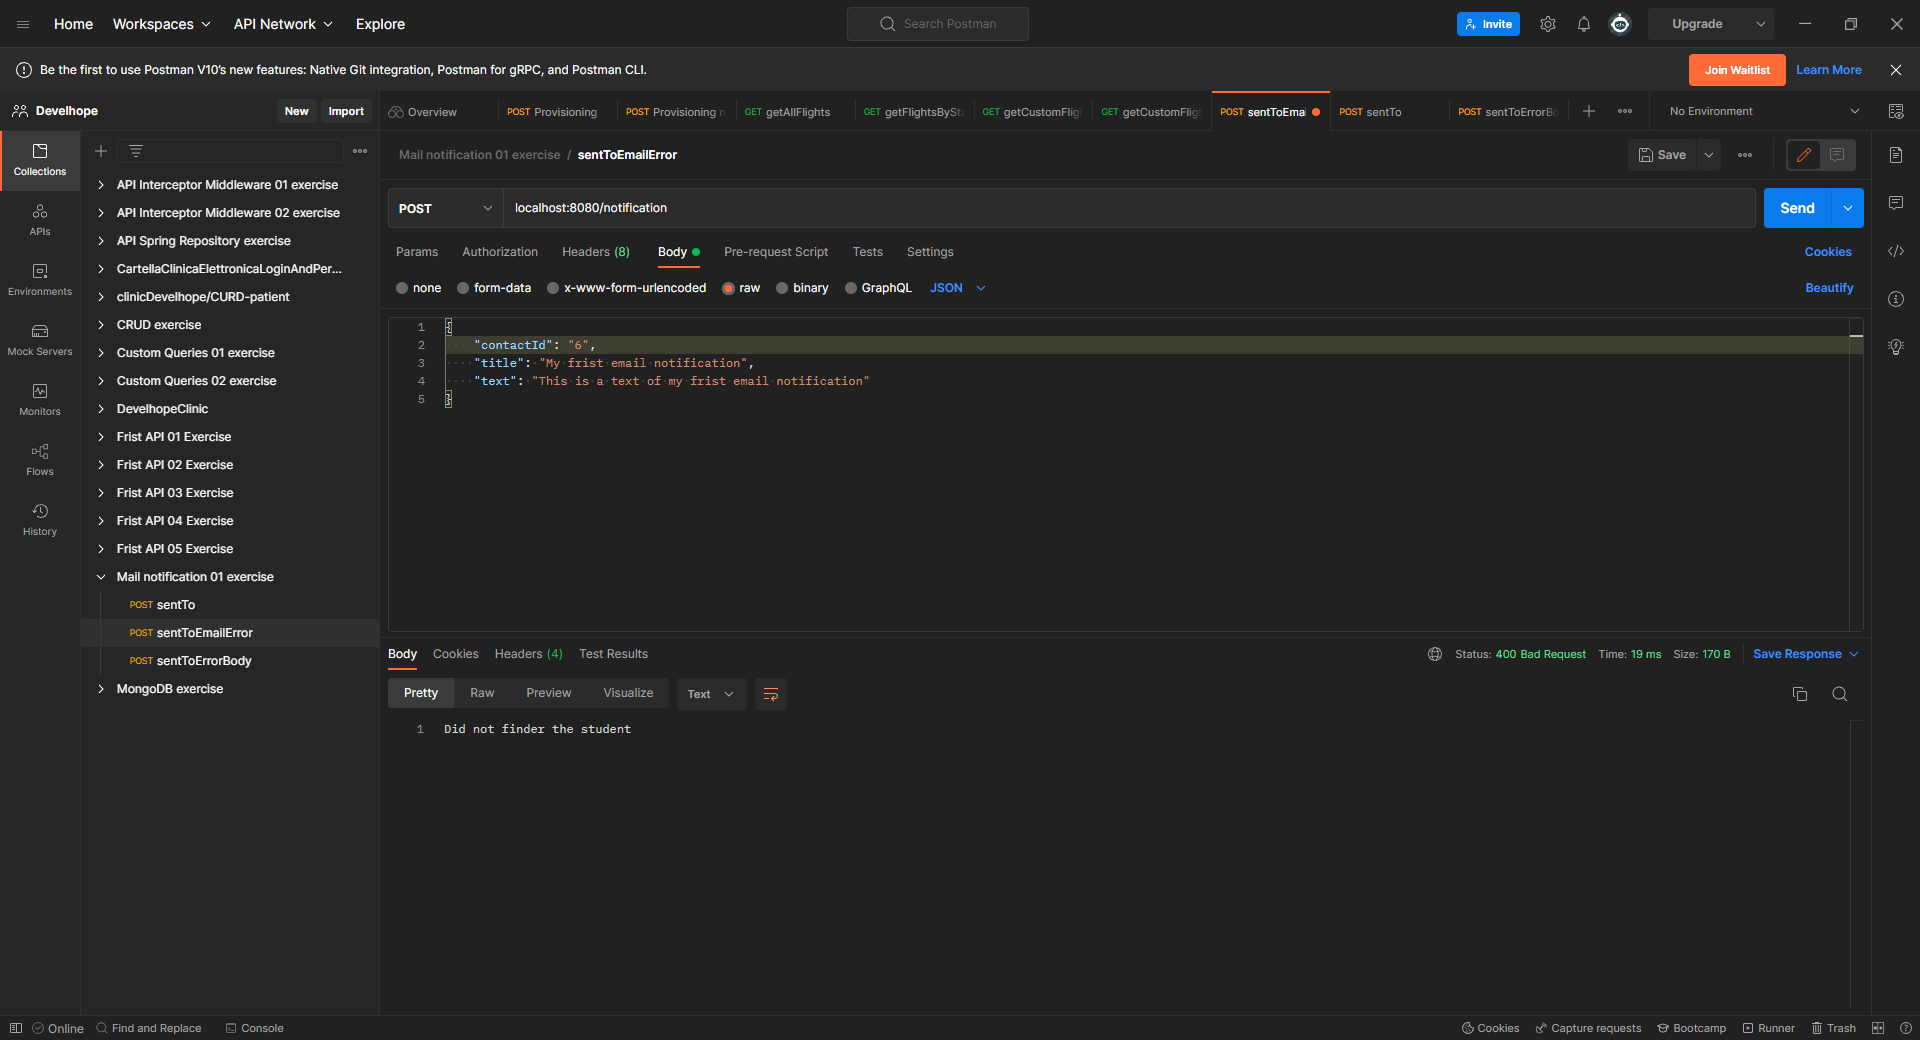 Home Workspaces API Network Explore Search Postman Invite Upgrade
Be the first to use Postman V10's new features: Native Git integration, Postman for gRPC, and Postman CLI. Join Waitlist Learn More
Develhope New Import
Overview POST Provisioning POST Provisioning GET getAllFlights GET getFlightsBySt GET getCustomFlig GET getCustomFlig POST sentToEmai POST sentTo POST sentToErrorBo No Environment
Mail notification 01 exercise / sentToEmailError Save
POST localhost:8080/notification Send
Params Authorization Headers (8) Body Pre-request Script Tests Settings Cookies
none form-data x-www-form-urlencoded raw binary GraphQL JSON Beautify
1 {
2 "contactId": "6",
3 "title": "My frist email notification",
4 "text": "This is a text of my frist email notification"
5 }
Body Cookies Headers (4) Test Results Status: 400 Bad Request Time: 19 ms Size: 170 B Save Response
Pretty Raw Preview Visualize Text
1 Did not finder the student
Collections
APIs
Environments
Mock Servers
Monitors
Flows
History
API Interceptor Middleware 01 exercise
API Interceptor Middleware 02 exercise
API Spring Repository exercise
CartellaClinicaElettronicaLoginAndPer...
clinicDevelhope/CURD-patient
CRUD exercise
Custom Queries 01 exercise
Custom Queries 02 exercise
DevelhopeClinic
Frist API 01 Exercise
Frist API 02 Exercise
Frist API 03 Exercise
Frist API 04 Exercise
Frist API 05 Exercise
Mail notification 01 exercise
POST sentTo
POST sentToEmailError
POST sentToErrorBody
MongoDB exercise
Online Find and Replace Console Cookies Capture requests Bootcamp Runner Trash